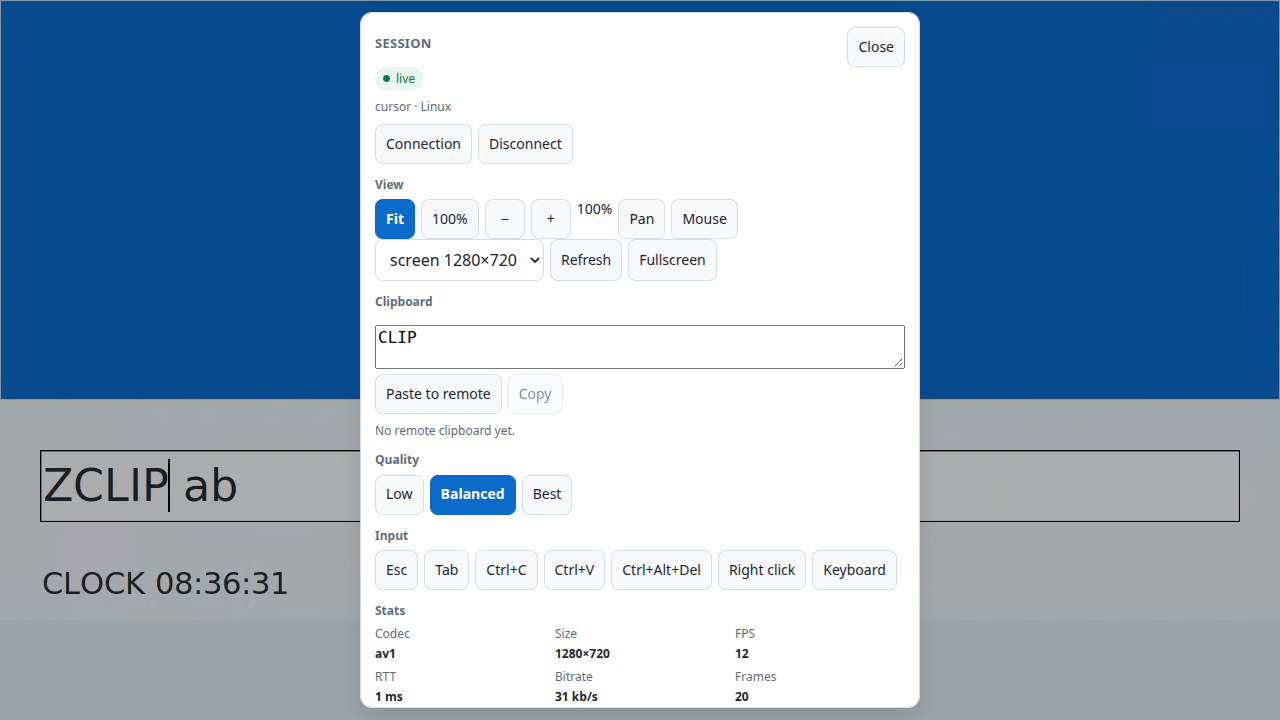 SESSION
Close
live
cursor · Linux
Connection Disconnect
View
Fit 100% − + 100% Pan Mouse
screen 1280×720 Refresh Fullscreen
Clipboard
CLIP
Paste to remote Copy
No remote clipboard yet.
Quality
ZCLIP ab
Low Balanced Best
Input
Esc Tab Ctrl+C Ctrl+V Ctrl+Alt+Del Right click Keyboard
CLOCK 08:36:31
Stats
Codec Size FPS
av1 1280×720 12
RTT Bitrate Frames
1 ms 31 kb/s 20